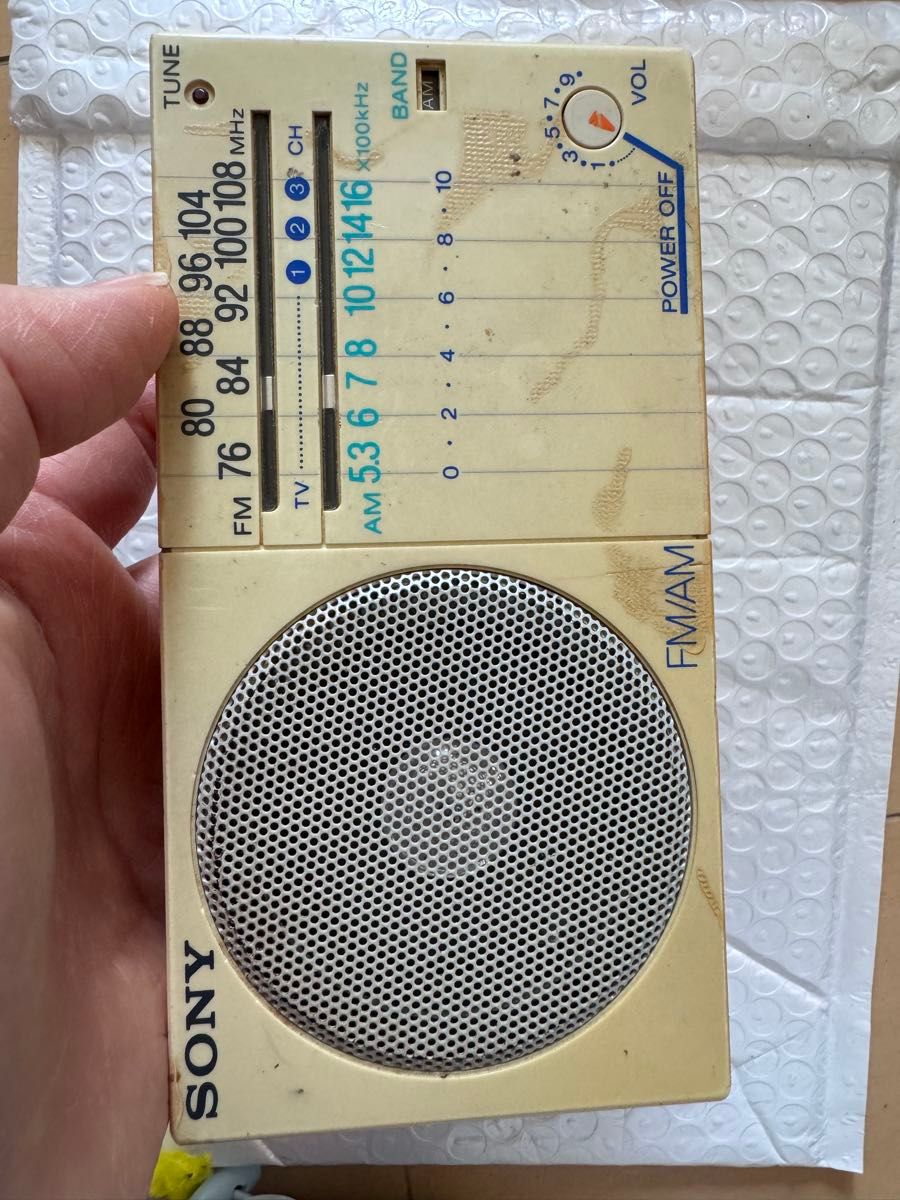 SONY
FM/AM
FM 76 80 84 88 92 96 100 104 108 MHz
TV 1 2 3 CH
AM 5.3 6 7 8 10 12 14 16 X100kHz
0 • 2 • 4 • 6 • 8 • 10
TUNE
BAND
AM
1 3 • 5 • 7 • 9 •
VOL
POWER OFF